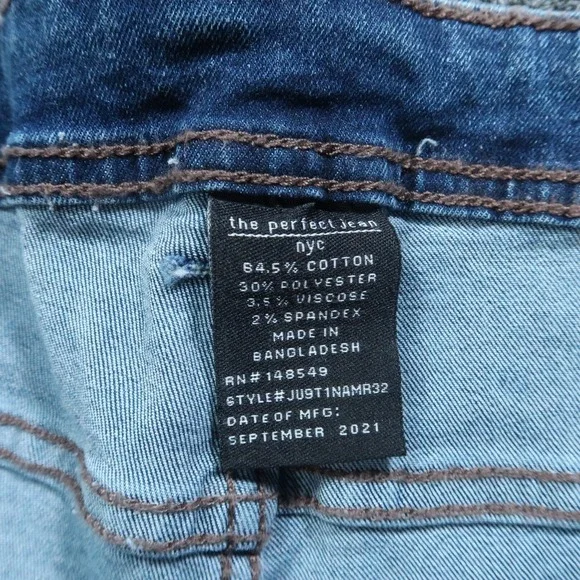 the perfect jean
nyc
64.5% COTTON
30% POLYESTER
3.5% VISCOSE
2% SPANDEX
MADE IN
BANGLADESH
RN# 148549
STYLE#JU9T1NAMR32
DATE OF MFG:
SEPTEMBER 2021